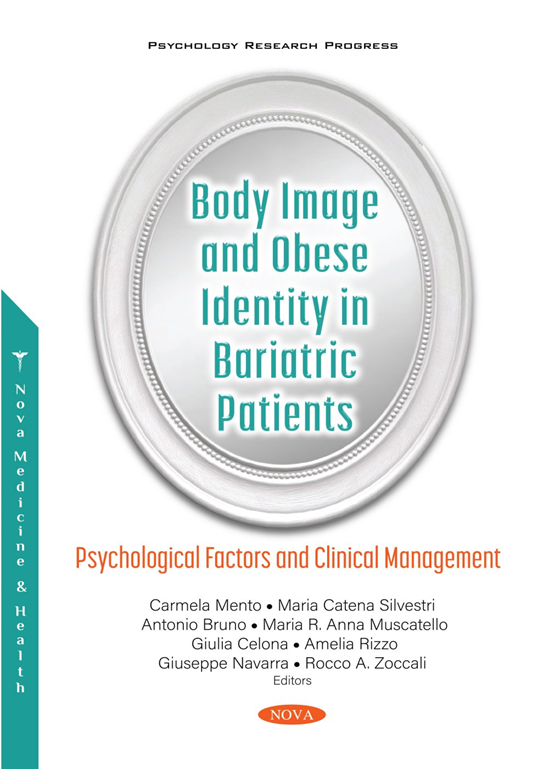 Psychology Research Progress
Body Image
and Obese
Identity in
Bariatric
Patients
Psychological Factors and Clinical Management
Carmela Mento • Maria Catena Silvestri
Antonio Bruno • Maria R. Anna Muscatello
Giulia Celona • Amelia Rizzo
Giuseppe Navarra • Rocco A. Zoccali
Editors
NOVA
Nova Medicine & Health